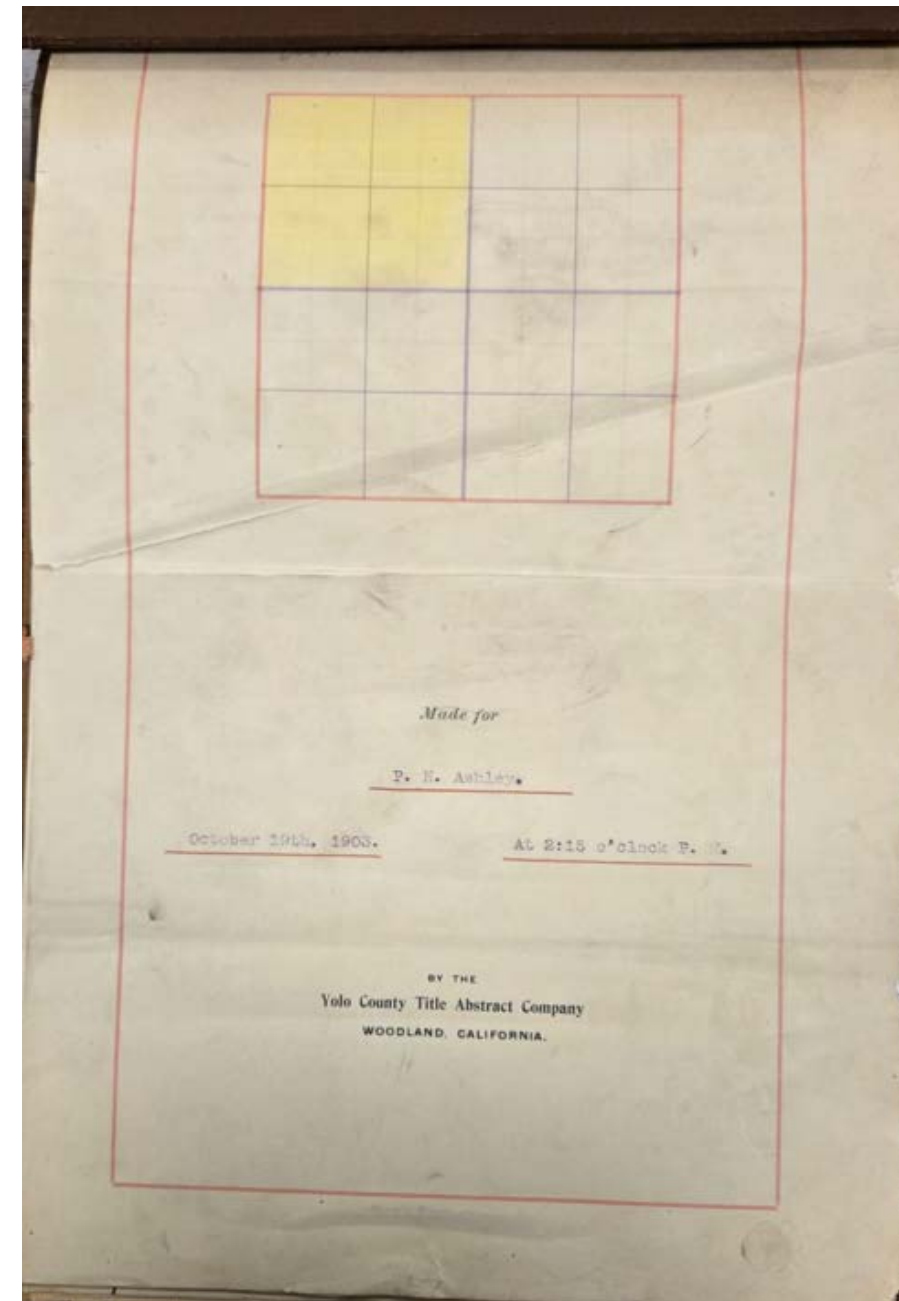 Made for
P. N. Ashley.
October 19th. 1903.
At 2:15 o'clock P. M.
BY THE
Yolo County Title Abstract Company
WOODLAND, CALIFORNIA.